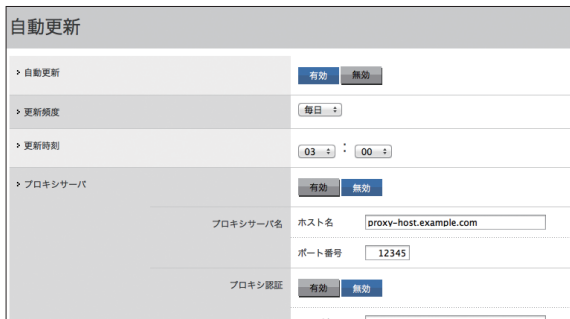 自動更新
自動更新 有効 無効
更新頻度 毎日
更新時刻 03 : 00
プロキシサーバ 有効 無効
プロキシサーバ名 ホスト名 proxy-host.example.com
ポート番号 12345
プロキシ認証 有効 無効